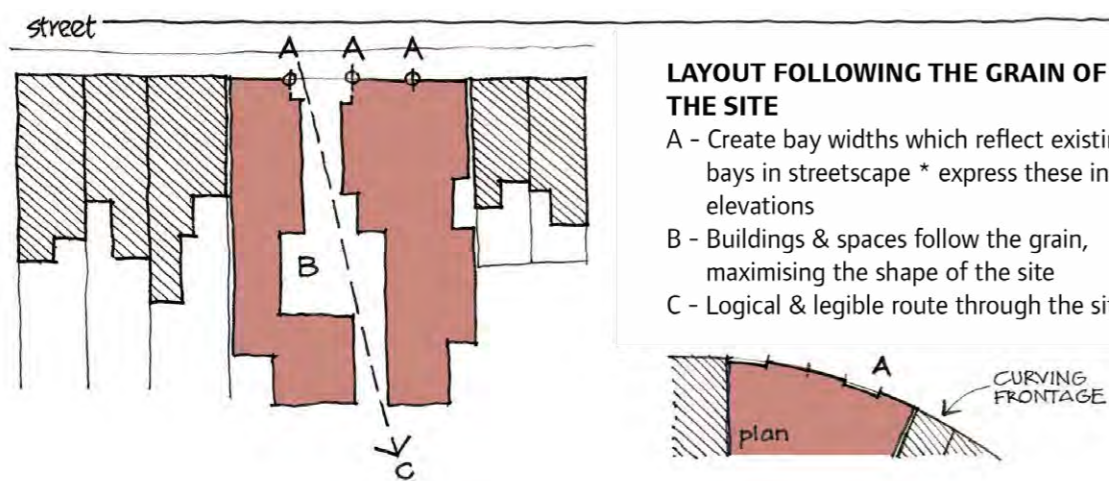 street
A A A
B
C
LAYOUT FOLLOWING THE GRAIN OF
THE SITE
A - Create bay widths which reflect existin
bays in streetscape * express these in
elevations
B - Buildings & spaces follow the grain,
maximising the shape of the site
C - Logical & legible route through the si
A
CURVING
FRONTAGE
plan